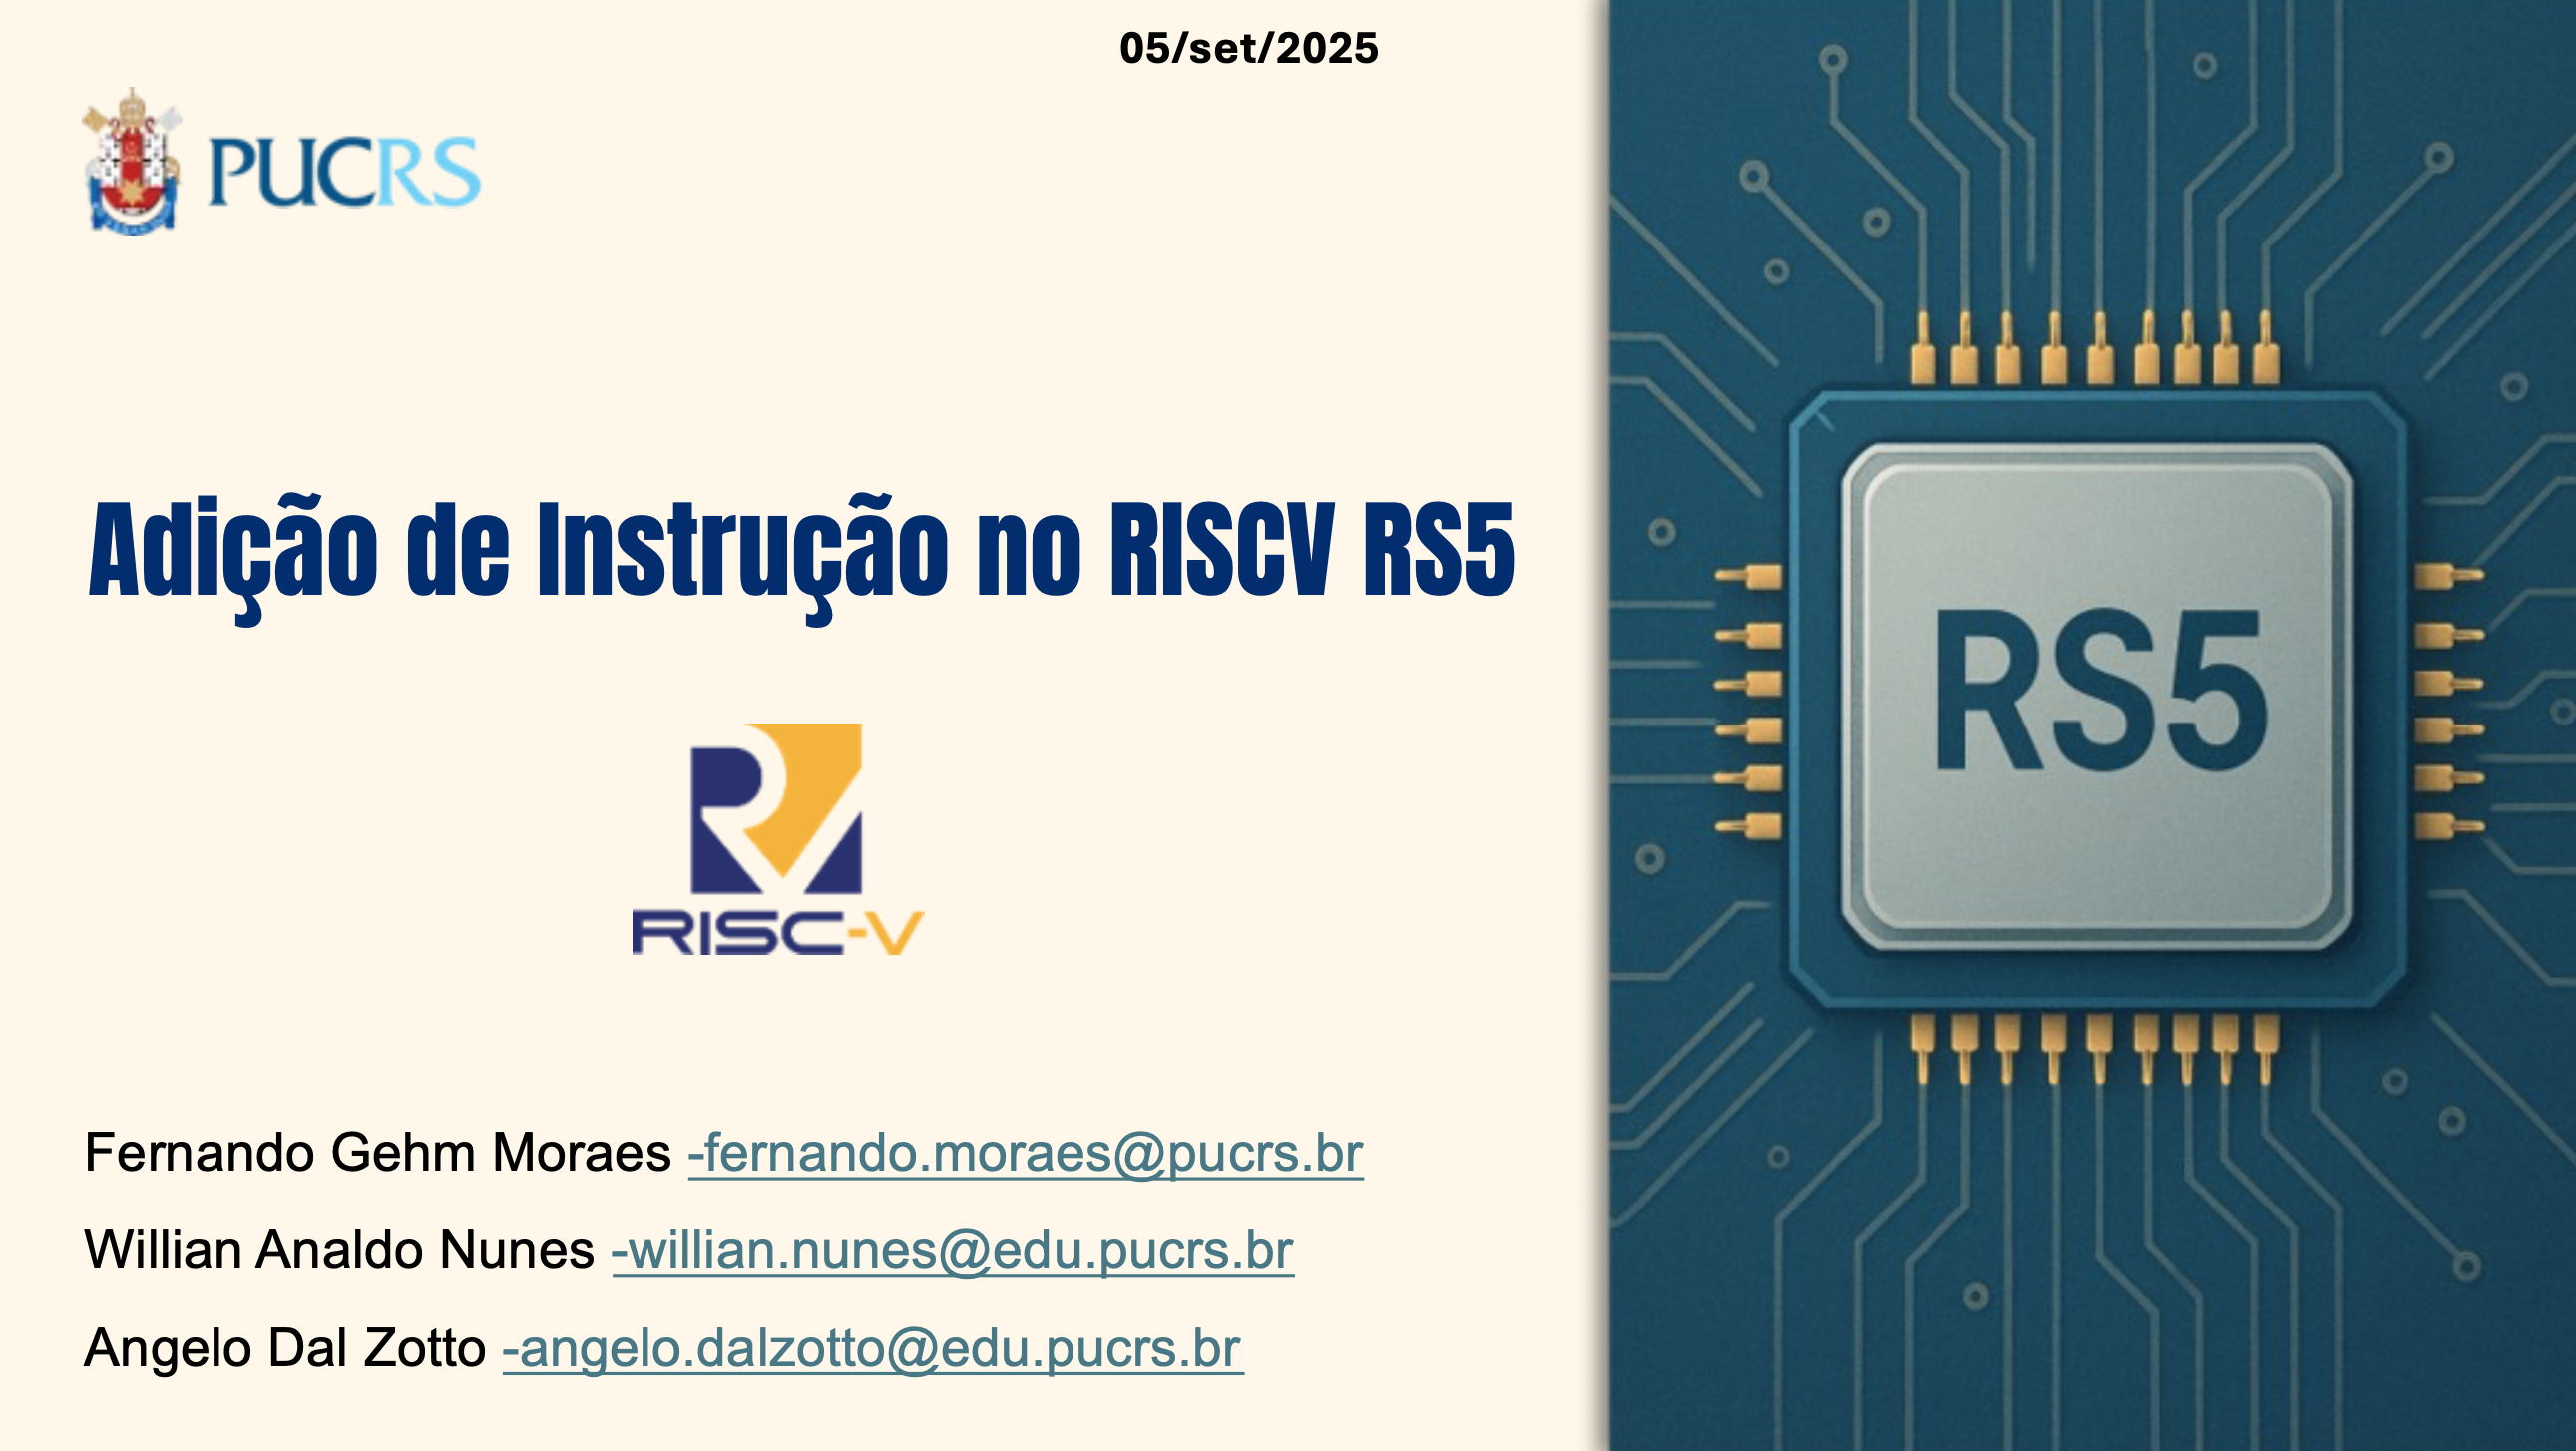 05/set/2025
PUCRS
Adição de Instrução no RISCV RS5
RISC-V
Fernando Gehm Moraes -fernando.moraes@pucrs.br
Willian Analdo Nunes -willian.nunes@edu.pucrs.br
Angelo Dal Zotto -angelo.dalzotto@edu.pucrs.br
RS5